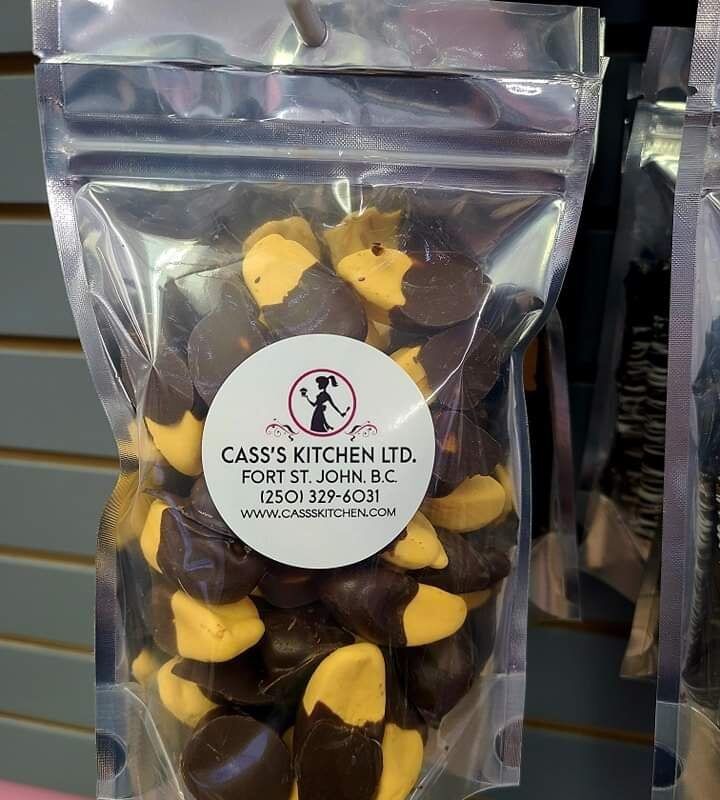 CASS'S KITCHEN LTD.
FORT ST. JOHN, B.C.
(250) 329-6031
WWW.CASSSKITCHEN.COM